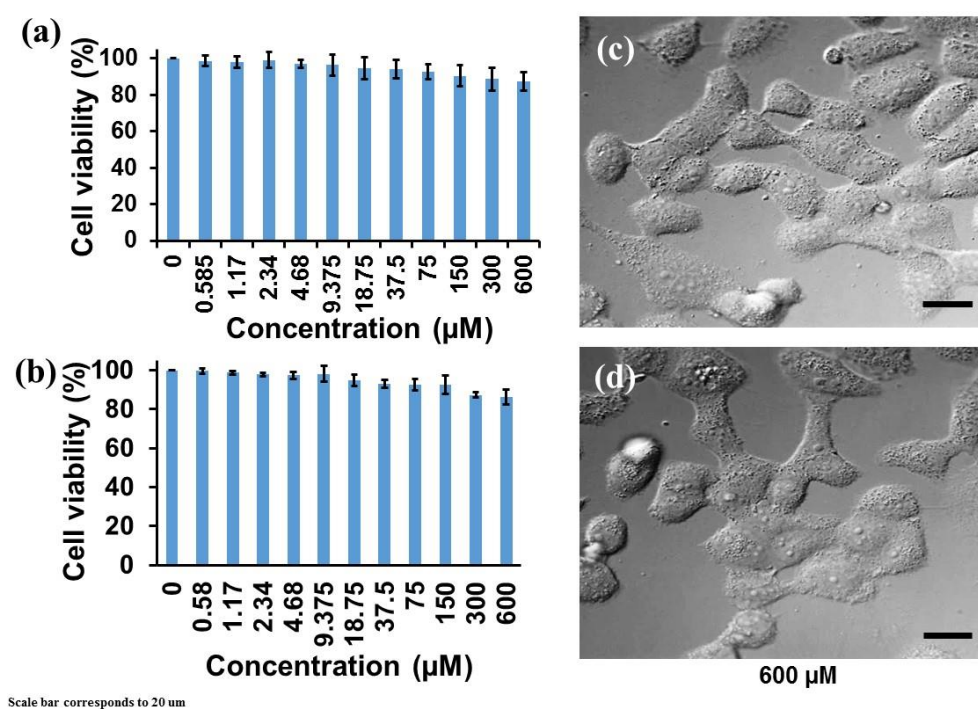 (a)
Cell viability (%)
100
80
60
40
20
0
0 0.585 1.17 2.34 4.68 9.375 18.75 37.5 75 150 300 600
Concentration (µM)
(b)
Cell viability (%)
100
80
60
40
20
0
0 0.58 1.17 2.34 4.68 9.375 18.75 37.5 75 150 300 600
Concentration (µM)
(c)
(d)
600 µM
Scale bar corresponds to 20 um